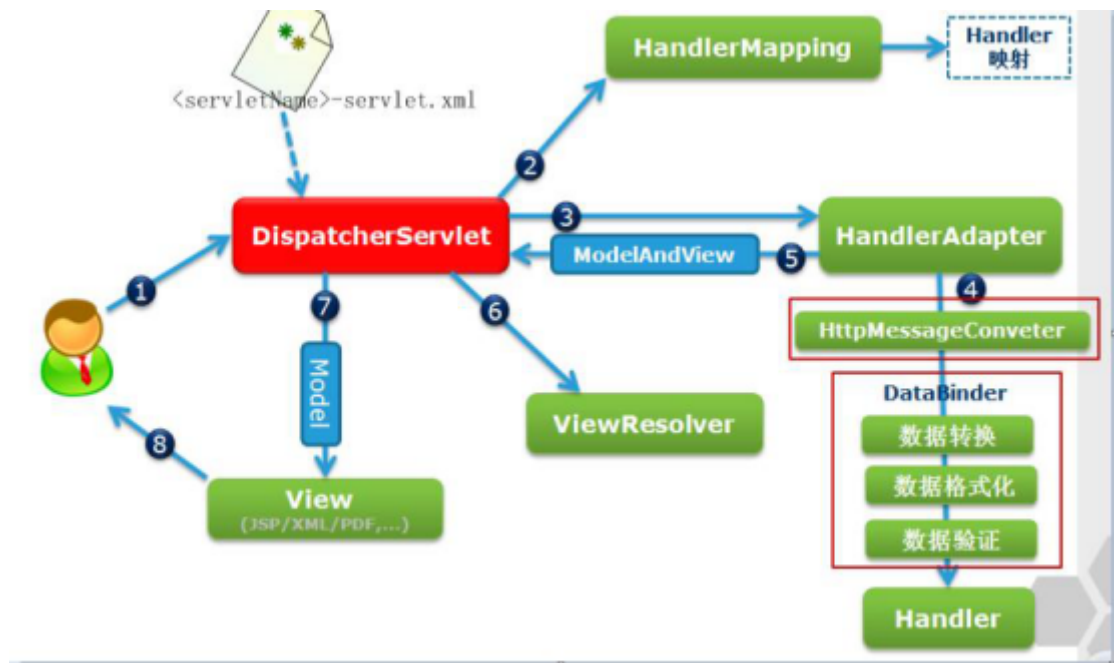 HandlerMapping
Handler
映射
<servletName>-servlet.xml
2
DispatcherServlet
3
HandlerAdapter
ModelAndView
5
1
7
6
4
HttpMessageConveter
Model
DataBinder
ViewResolver
数据转换
8
数据格式化
View
(JSP/XML/PDF,...)
数据验证
Handler